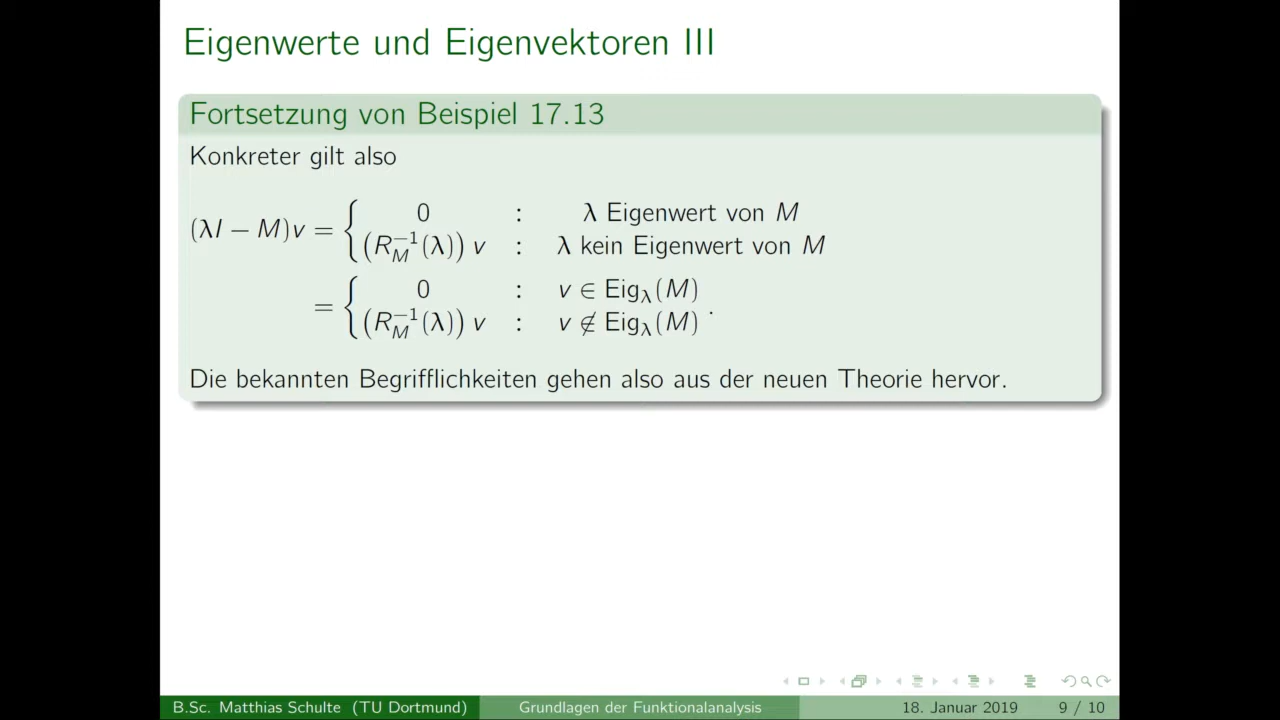 Eigenwerte und Eigenvektoren III
Fortsetzung von Beispiel 17.13
Konkreter gilt also
(λI − M)v = { 0 : λ Eigenwert von M
(R_M^{−1}(λ)) v : λ kein Eigenwert von M
= { 0 : v ∈ Eig_λ(M)
(R_M^{−1}(λ)) v : v ∉ Eig_λ(M) .
Die bekannten Begrifflichkeiten gehen also aus der neuen Theorie hervor.
B.Sc. Matthias Schulte (TU Dortmund) Grundlagen der Funktionalanalysis 18. Januar 2019 9 / 10